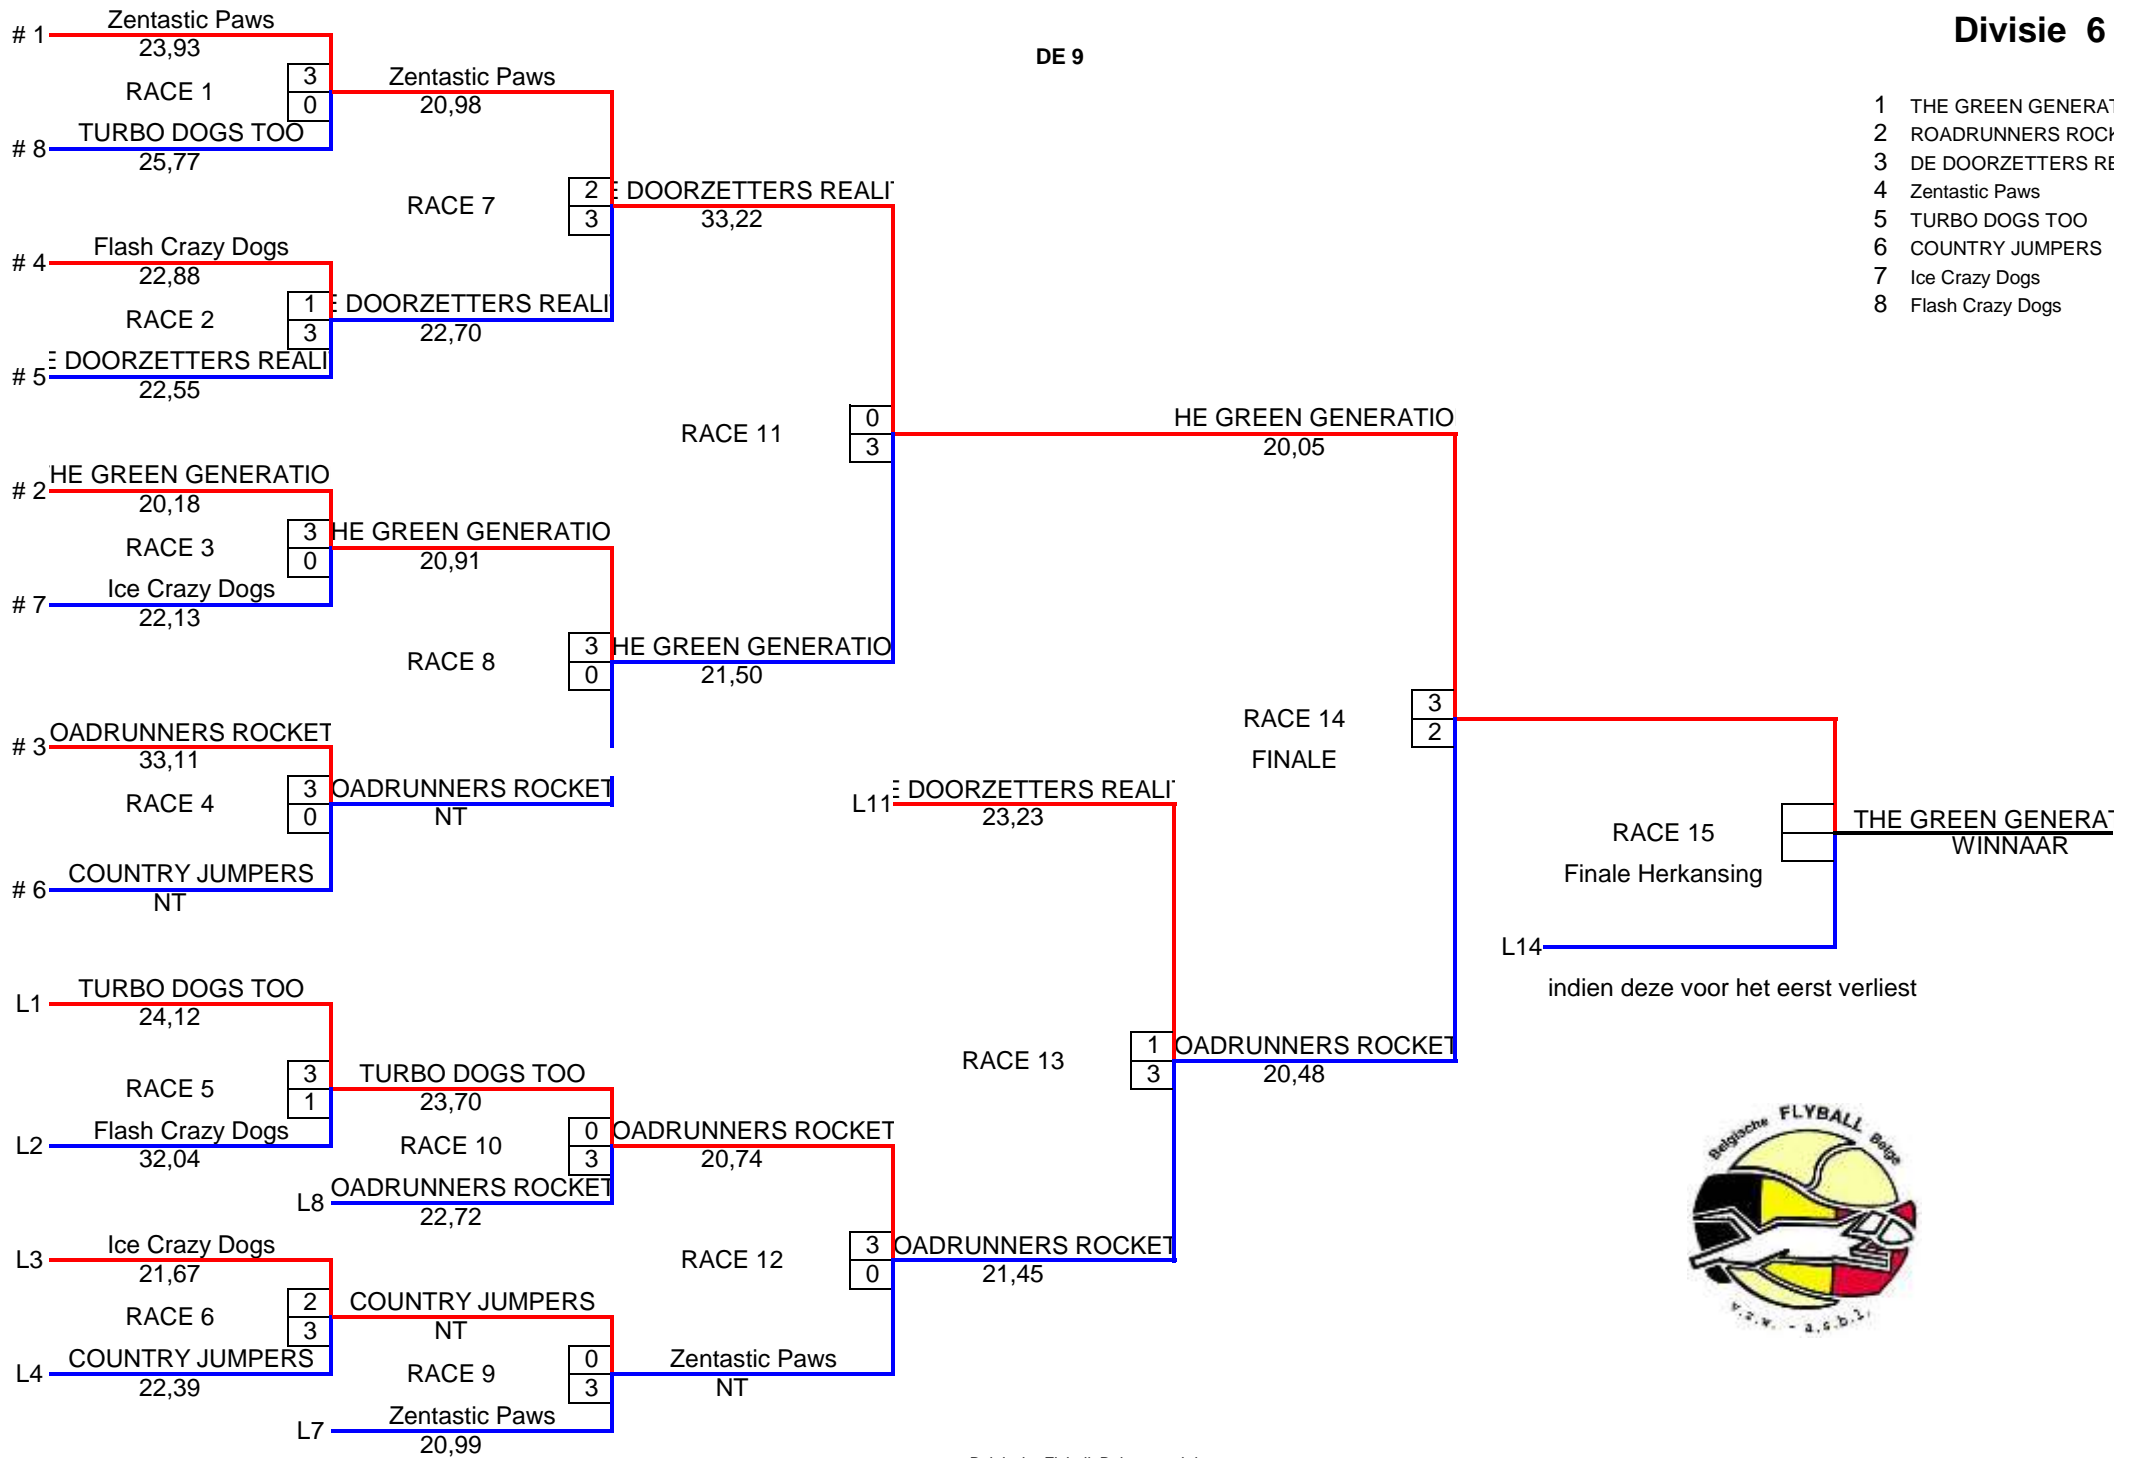 Divisie 6
DE 9
1 THE GREEN GENERAT
2 ROADRUNNERS ROCK
3 DE DOORZETTERS RE
4 Zentastic Paws
5 TURBO DOGS TOO
6 COUNTRY JUMPERS
7 Ice Crazy Dogs
8 Flash Crazy Dogs
# 1 Zentastic Paws
23,93
RACE 1 3 0
# 8 TURBO DOGS TOO
25,77
Zentastic Paws
20,98
RACE 7 2 3
# 4 Flash Crazy Dogs
22,88
RACE 2 1 3
# 5 E DOORZETTERS REALI
22,55
E DOORZETTERS REALI
22,70
E DOORZETTERS REALI
33,22
RACE 11 0 3
# 2 HE GREEN GENERATIO
20,18
RACE 3 3 0
# 7 Ice Crazy Dogs
22,13
HE GREEN GENERATIO
20,91
RACE 8 3 0
HE GREEN GENERATIO
21,50
# 3 OADRUNNERS ROCKET
33,11
RACE 4 3 0
# 6 COUNTRY JUMPERS
NT
OADRUNNERS ROCKET
NT
HE GREEN GENERATIO
20,05
RACE 14 3 2
FINALE
L11 E DOORZETTERS REALI
23,23
RACE 13 1 3
OADRUNNERS ROCKET
20,48
RACE 15
Finale Herkansing
THE GREEN GENERAT
WINNAAR
L14
indien deze voor het eerst verliest
L1 TURBO DOGS TOO
24,12
RACE 5 3 1
L2 Flash Crazy Dogs
32,04
TURBO DOGS TOO
23,70
RACE 10 0 3
L8 OADRUNNERS ROCKET
22,72
OADRUNNERS ROCKET
20,74
RACE 12 3 0
OADRUNNERS ROCKET
21,45
L3 Ice Crazy Dogs
21,67
RACE 6 2 3
L4 COUNTRY JUMPERS
22,39
COUNTRY JUMPERS
NT
RACE 9 0 3
L7 Zentastic Paws
20,99
Zentastic Paws
NT
Belgische FLYBALL Belge
v.z.w. - a.s.b.l.